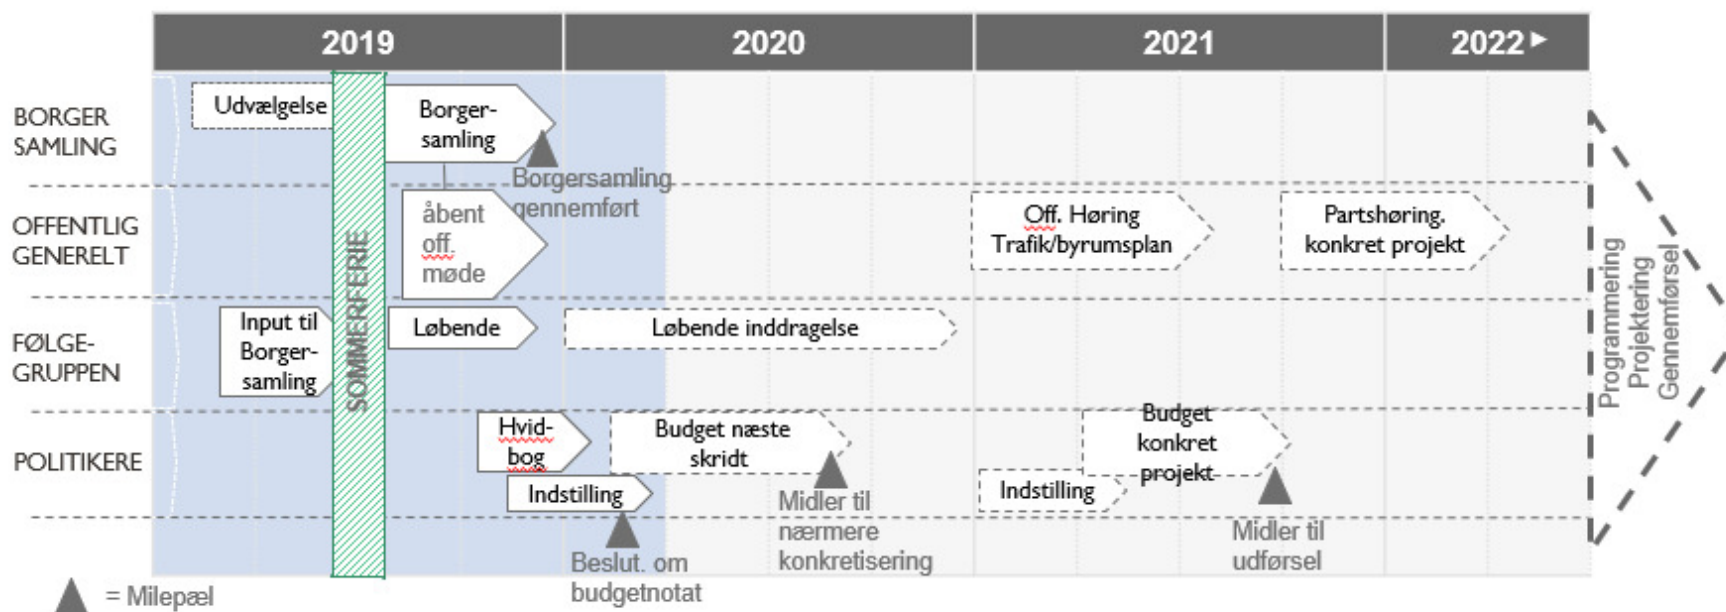 2019
2020
2021
2022
BORGER
SAMLING
Udvælgelse
Borger-
samling
Borgersamling
gennemført
OFFENTLIG
GENERELT
åbent
off.
møde
Off. Høring
Trafik/byrumsplan
Partshøring.
konkret projekt
SOMMERFERIE
FØLGE-
GRUPPEN
Input til
Borger-
samling
Løbende
Løbende inddragelse
POLITIKERE
Hvid-
bog
Indstilling
Budget næste
skridt
Indstilling
Budget
konkret
projekt
Beslut. om
budgetnotat
Midler til
nærmere
konkretisering
Midler til
udførsel
Programmering
Projektering
Gennemførsel
= Milepæl